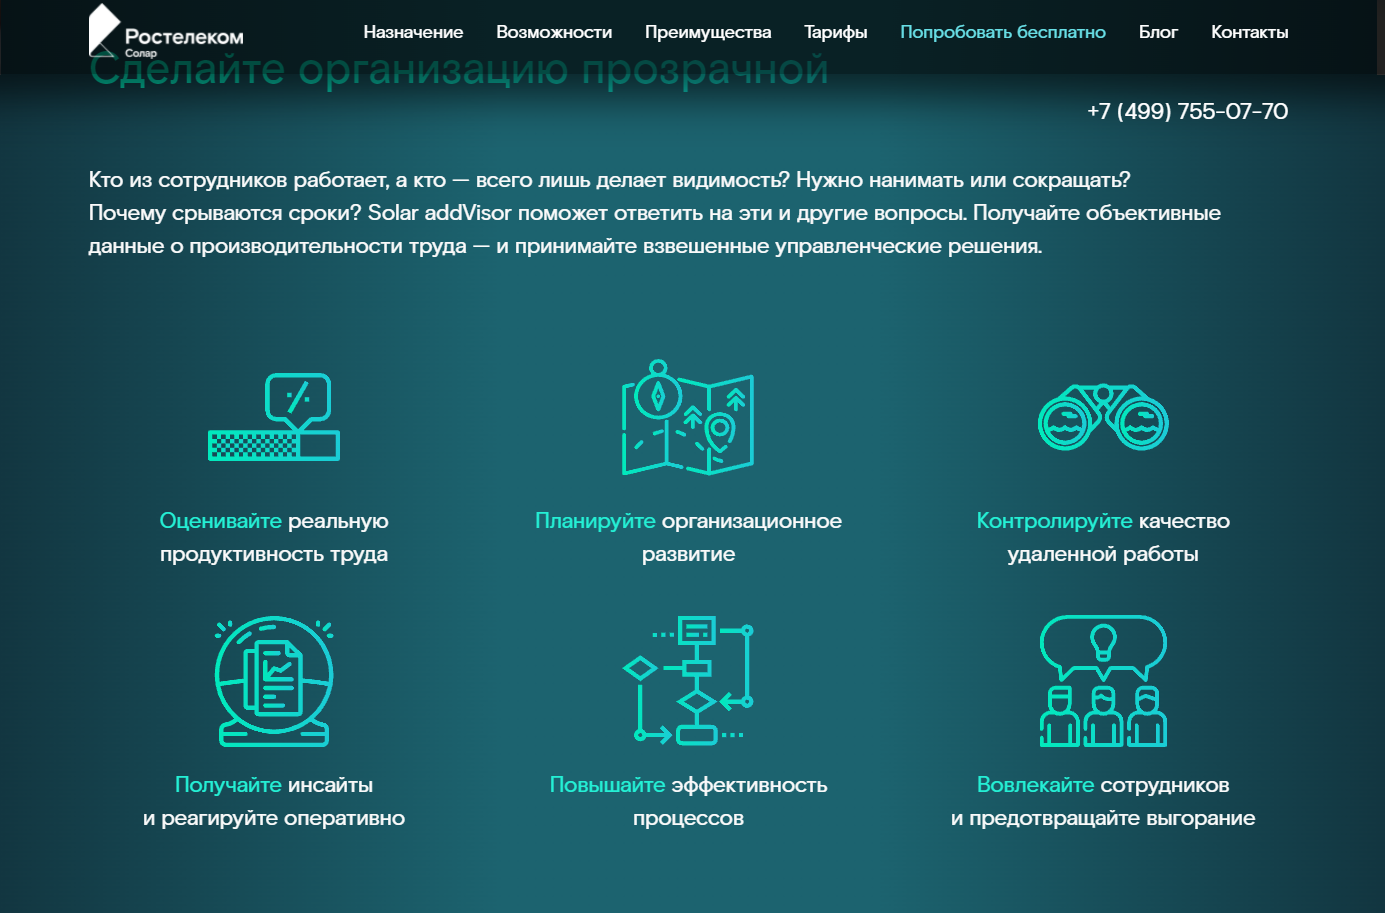 Ростелеком
Солар
Назначение Возможности Преимущества Тарифы Попробовать бесплатно Блог Контакты
Сделайте организацию прозрачной
+7 (499) 755-07-70
Кто из сотрудников работает, а кто — всего лишь делает видимость? Нужно нанимать или сокращать?
Почему срываются сроки? Solar addVisor поможет ответить на эти и другие вопросы. Получайте объективные
данные о производительности труда — и принимайте взвешенные управленческие решения.
Оценивайте реальную
продуктивность труда
Планируйте организационное
развитие
Контролируйте качество
удаленной работы
Получайте инсайты
и реагируйте оперативно
Повышайте эффективность
процессов
Вовлекайте сотрудников
и предотвращайте выгорание